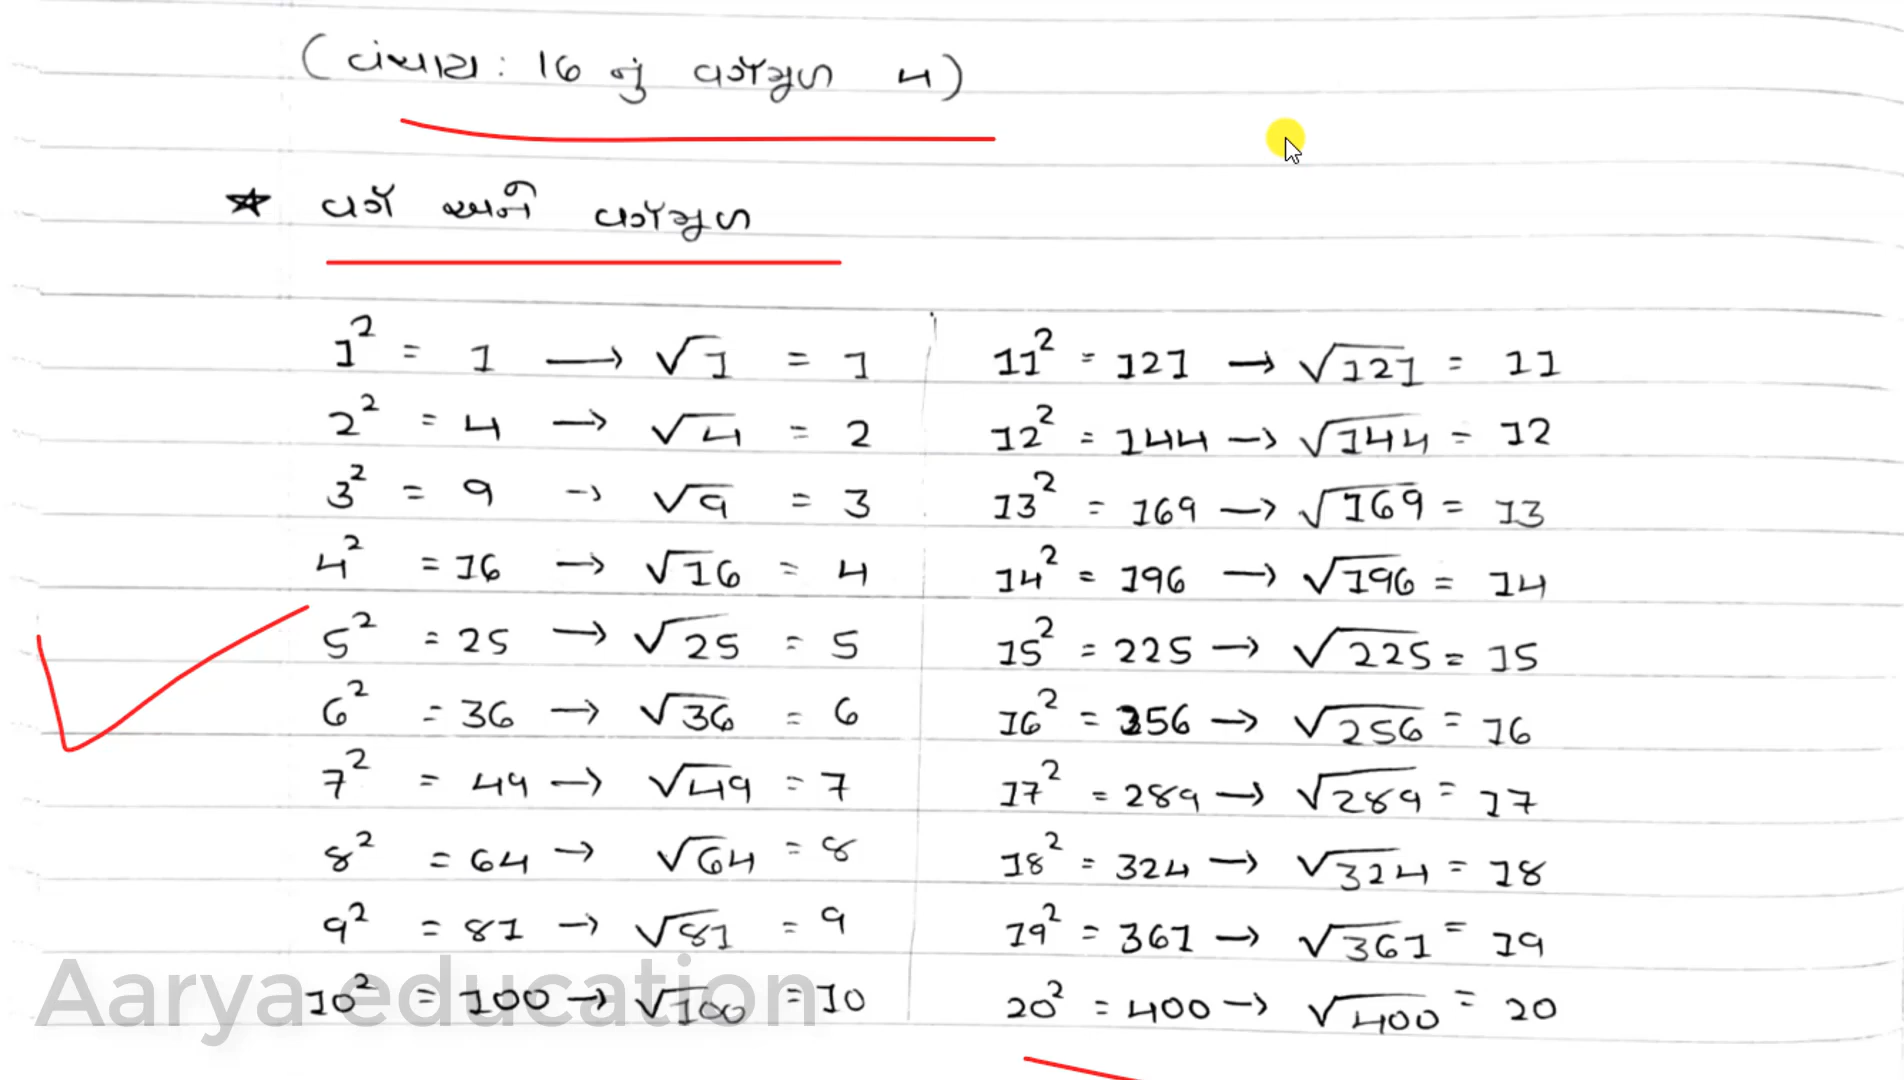 (વંચાય: 16 નું વર્ગમુળ 4)
★ વર્ગ અને વર્ગમુળ
1² = 1 → √1 = 1
2² = 4 → √4 = 2
3² = 9 → √9 = 3
4² = 16 → √16 = 4
5² = 25 → √25 = 5
6² = 36 → √36 = 6
7² = 49 → √49 = 7
8² = 64 → √64 = 8
9² = 81 → √81 = 9
10² = 100 → √100 = 10
11² = 121 → √121 = 11
12² = 144 → √144 = 12
13² = 169 → √169 = 13
14² = 196 → √196 = 14
15² = 225 → √225 = 15
16² = 256 → √256 = 16
17² = 289 → √289 = 17
18² = 324 → √324 = 18
19² = 361 → √361 = 19
20² = 400 → √400 = 20
Aarya education